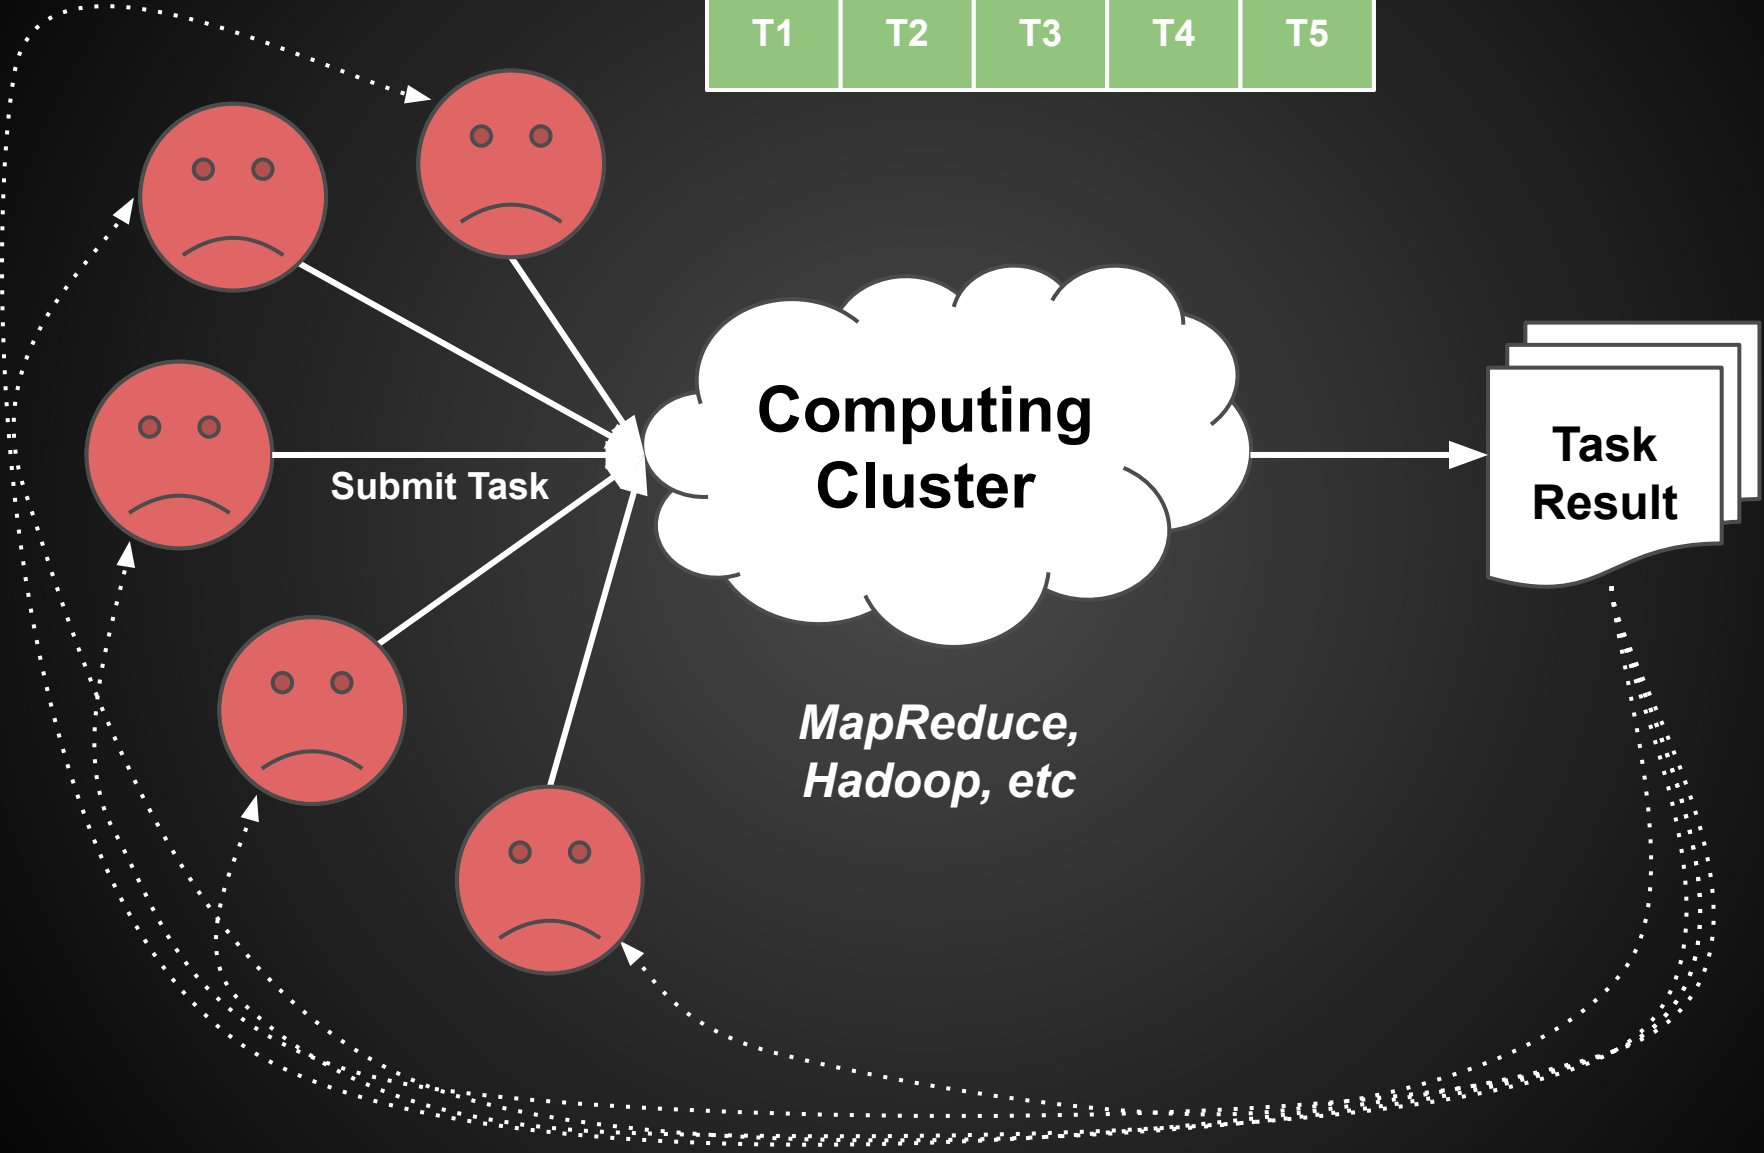 T1 T2 T3 T4 T5
Computing
Cluster
Task
Result
Submit Task
MapReduce,
Hadoop, etc